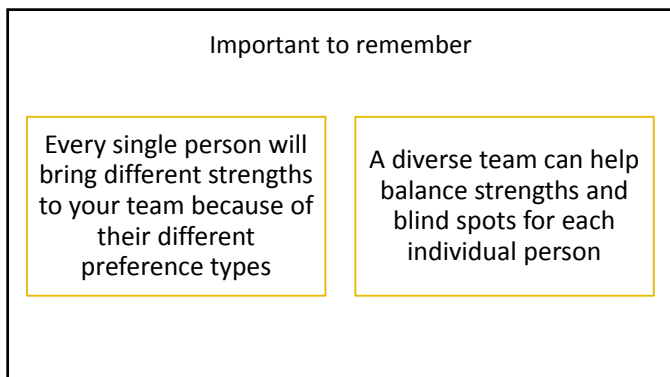 Important to remember
Every single person will
bring different strengths
to your team because of
their different
preference types
A diverse team can help
balance strengths and
blind spots for each
individual person